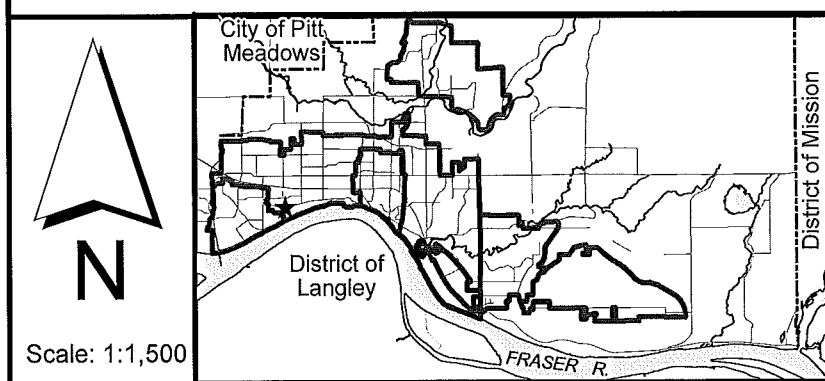 City of Pitt
Meadows
District of Mission
District of
Langley
N
Scale: 1:1,500
FRASER R.